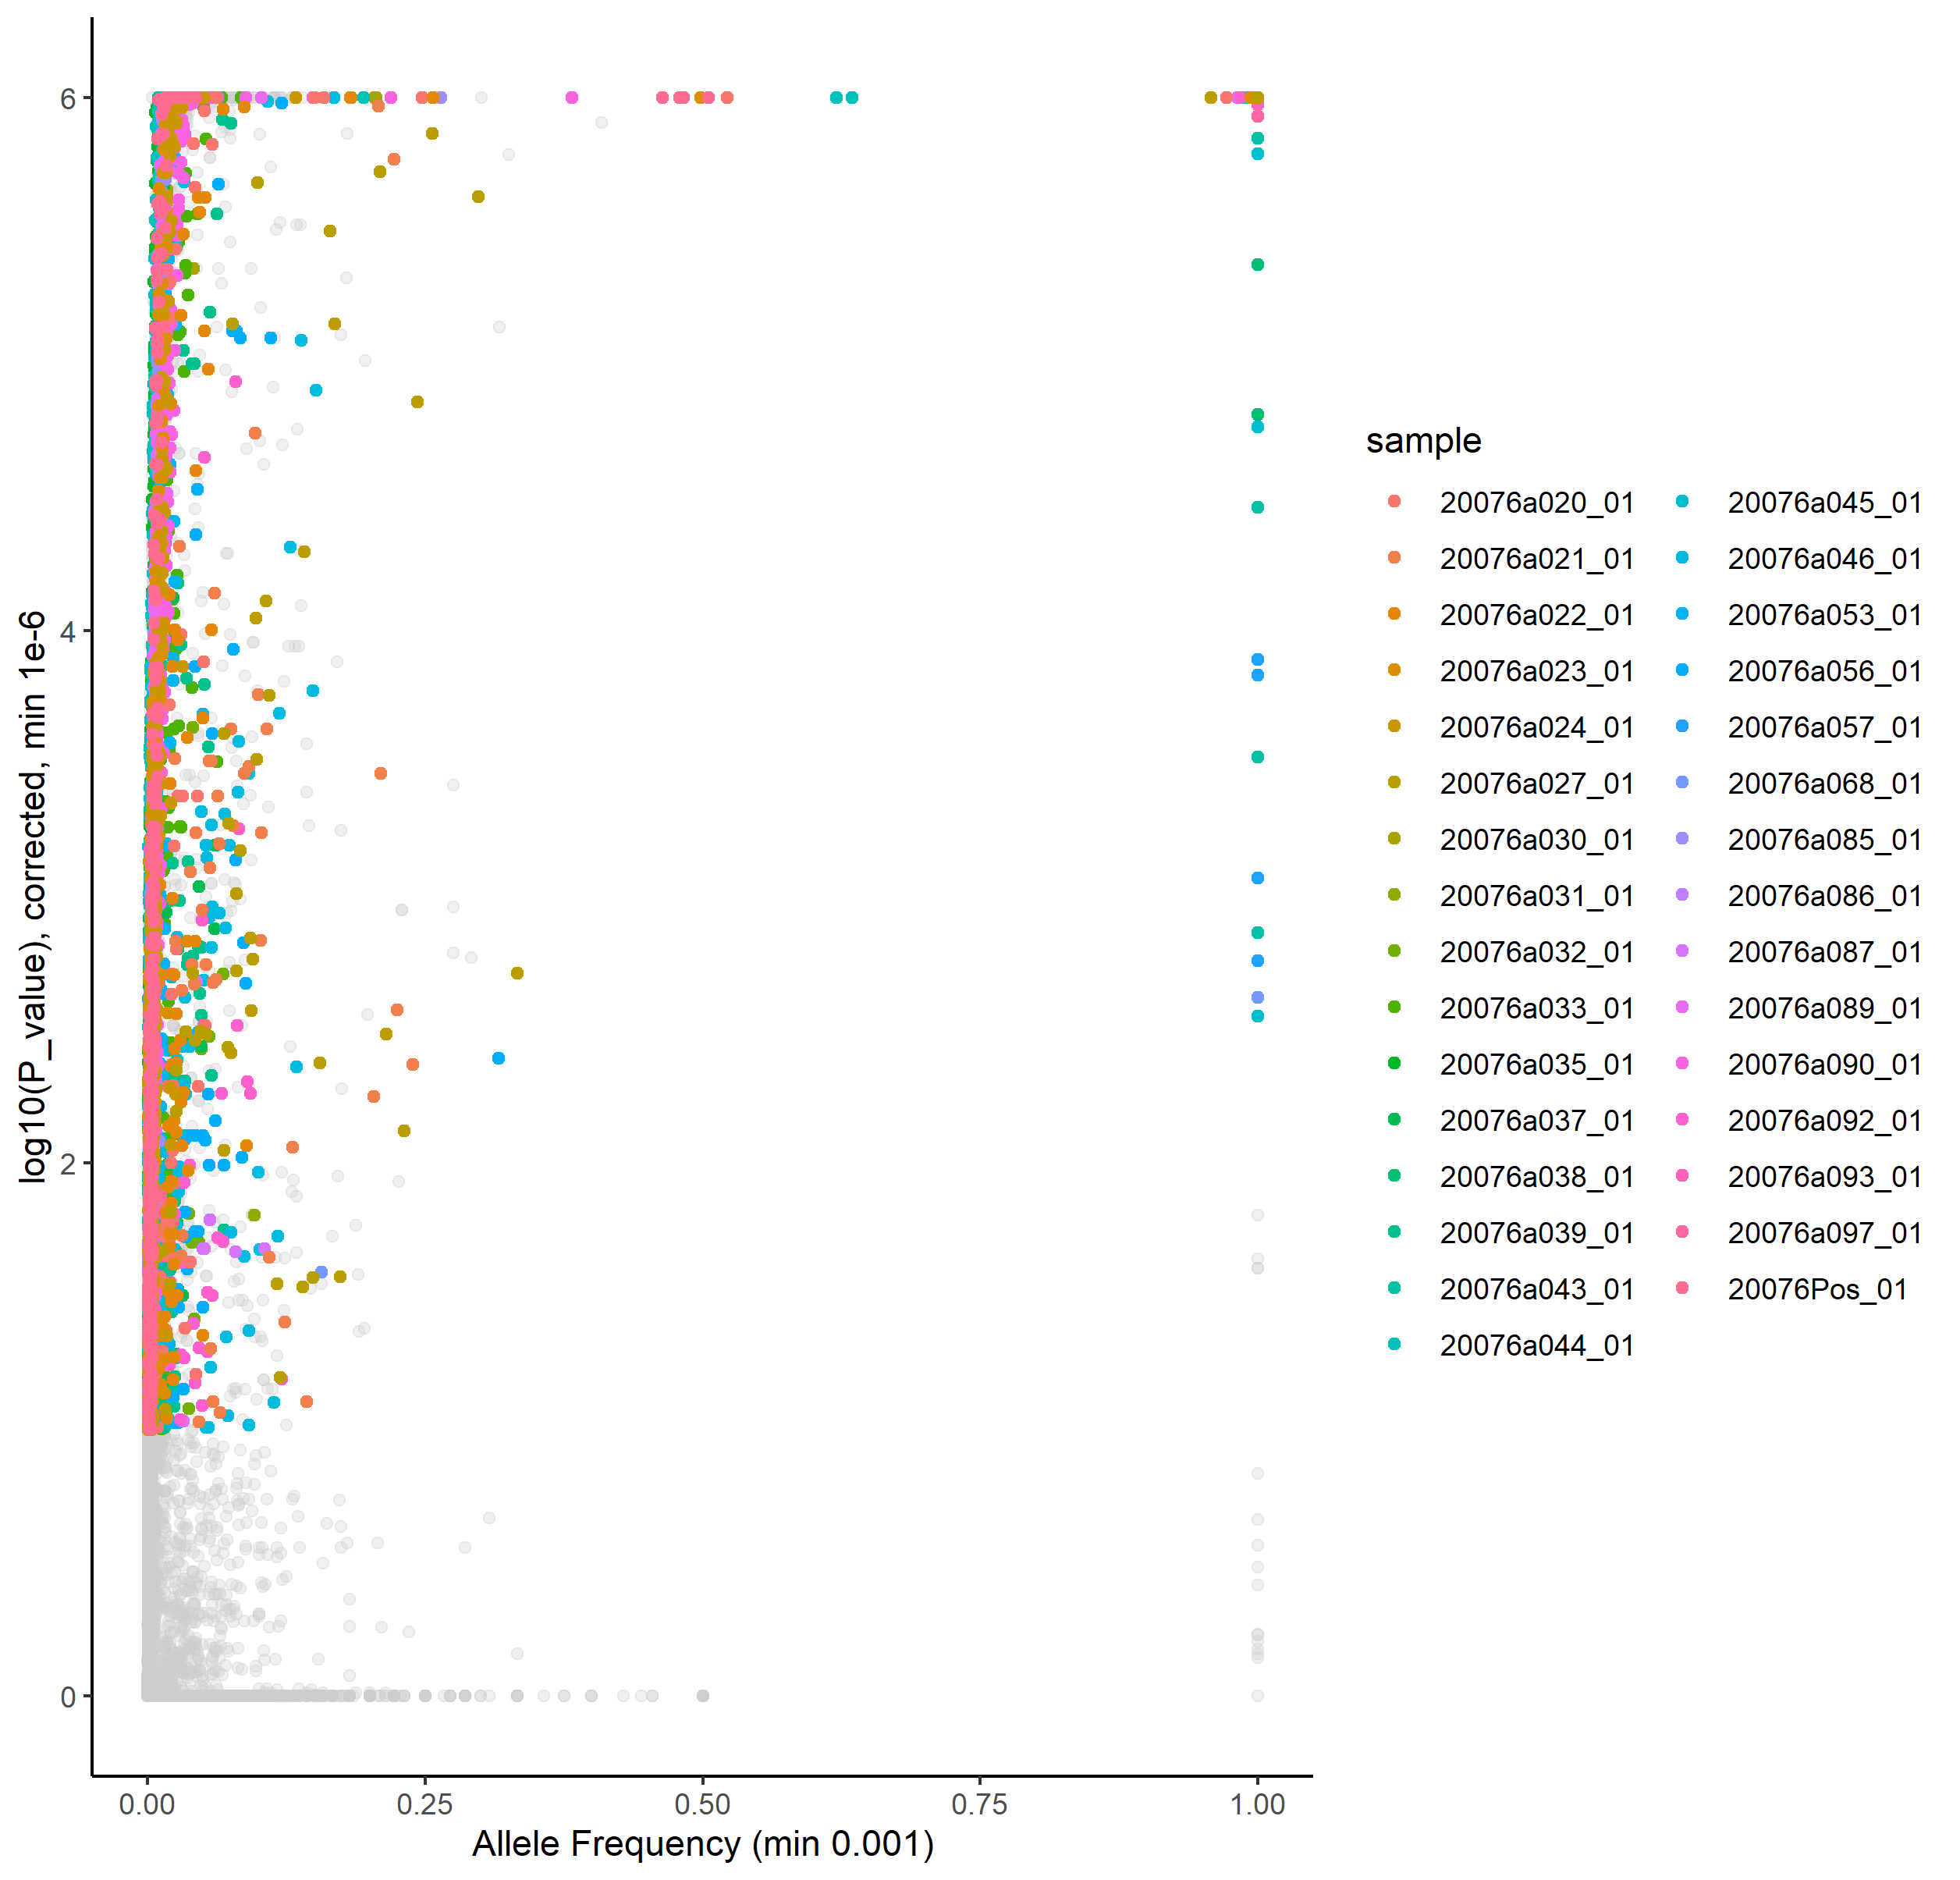 log10(P_value), corrected, min 1e-6
6
4
2
0
0.00
0.25
0.50
0.75
1.00
Allele Frequency (min 0.001)
sample
20076a020_01
20076a021_01
20076a022_01
20076a023_01
20076a024_01
20076a027_01
20076a030_01
20076a031_01
20076a032_01
20076a033_01
20076a035_01
20076a037_01
20076a038_01
20076a039_01
20076a043_01
20076a044_01
20076a045_01
20076a046_01
20076a053_01
20076a056_01
20076a057_01
20076a068_01
20076a085_01
20076a086_01
20076a087_01
20076a089_01
20076a090_01
20076a092_01
20076a093_01
20076a097_01
20076Pos_01